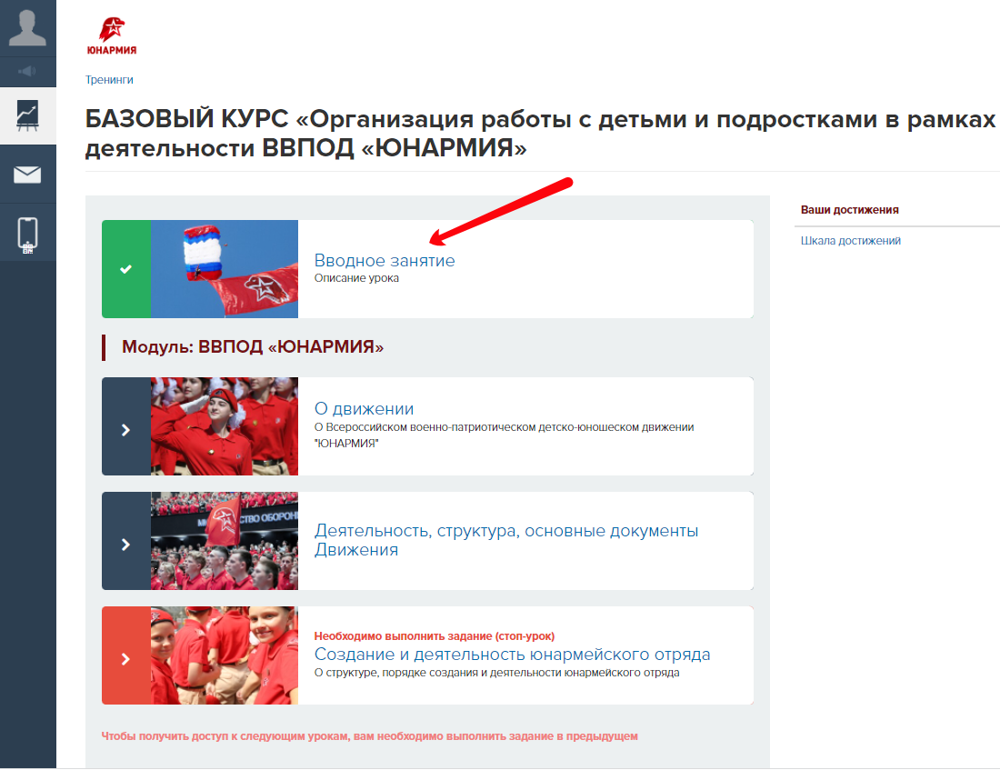 ЮНАРМИЯ
Тренинги
БАЗОВЫЙ КУРС «Организация работы с детьми и подростками в рамках
деятельности ВВПОД «ЮНАРМИЯ»
Ваши достижения
Шкала достижений
Вводное занятие
Описание урока
Модуль: ВВПОД «ЮНАРМИЯ»
О движении
О Всероссийском военно-патриотическом детско-юношеском движении
"ЮНАРМИЯ"
Деятельность, структура, основные документы
Движения
Необходимо выполнить задание (стоп-урок)
Создание и деятельность юнармейского отряда
О структуре, порядке создания и деятельности юнармейского отряда
Чтобы получить доступ к следующим урокам, вам необходимо выполнить задание в предыдущем